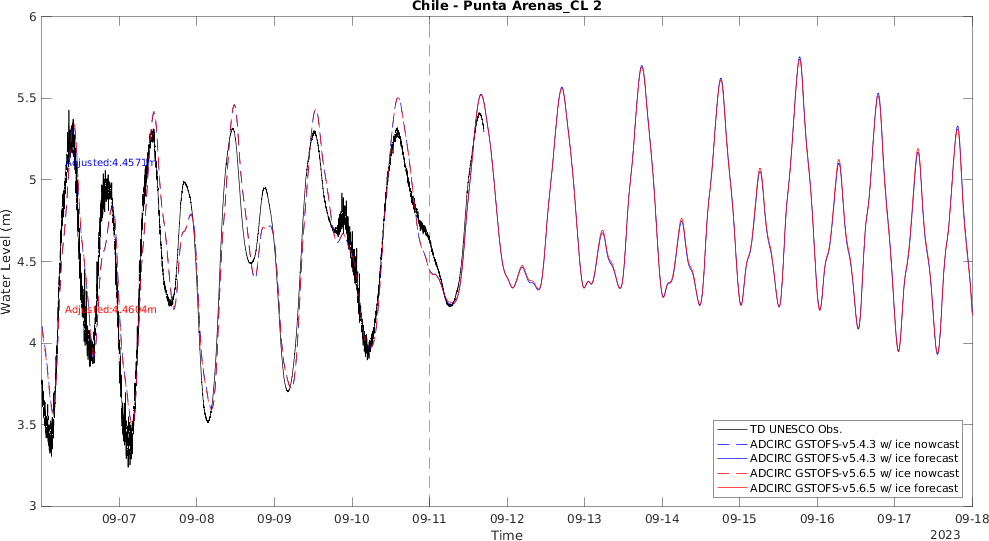 Chile - Punta Arenas_CL 2
6
5.5
5
4.5
4
3.5
3
Water Level (m)
Adjusted:4.4571m
Adjusted:4.4604m
TD UNESCO Obs.
ADCIRC GSTOFS-v5.4.3 w/ ice nowcast
ADCIRC GSTOFS-v5.4.3 w/ ice forecast
ADCIRC GSTOFS-v5.6.5 w/ ice nowcast
ADCIRC GSTOFS-v5.6.5 w/ ice forecast
09-07 09-08 09-09 09-10 09-11 09-12 09-13 09-14 09-15 09-16 09-17 09-18
Time
2023